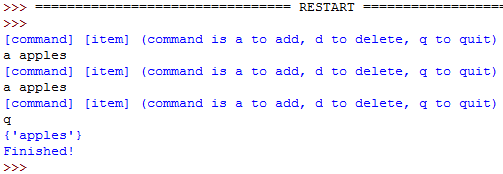 >>> ================================ RESTART ==================
>>>
[command] [item] (command is a to add, d to delete, q to quit)
a apples
[command] [item] (command is a to add, d to delete, q to quit)
a apples
[command] [item] (command is a to add, d to delete, q to quit)
q
{'apples'}
Finished!
>>>